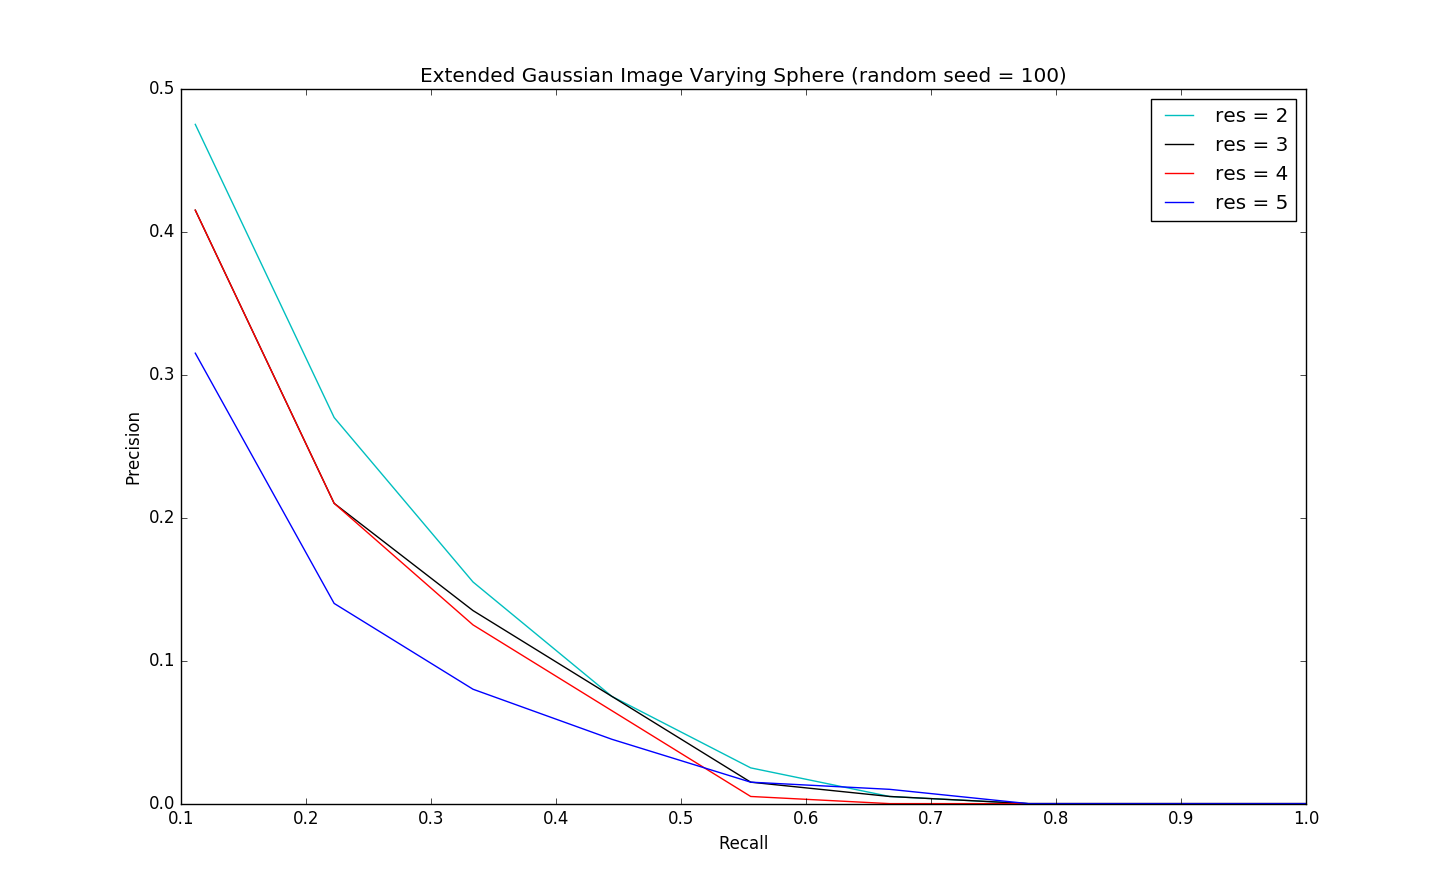 Extended Gaussian Image Varying Sphere (random seed = 100)
0.5
0.4
0.3
0.2
0.1
0.0
Precision
res = 2
res = 3
res = 4
res = 5
0.1 0.2 0.3 0.4 0.5 0.6 0.7 0.8 0.9 1.0
Recall